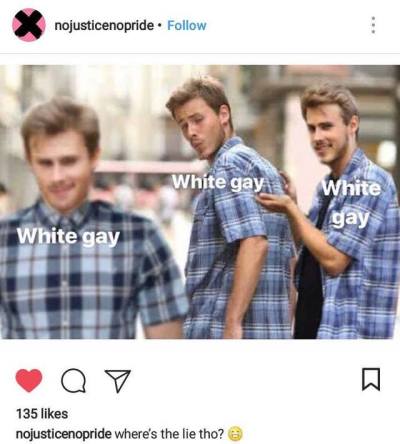 nojusticenopride • Follow
White gay
White gay
White
gay
135 likes
nojusticenopride where's the lie tho? 😁